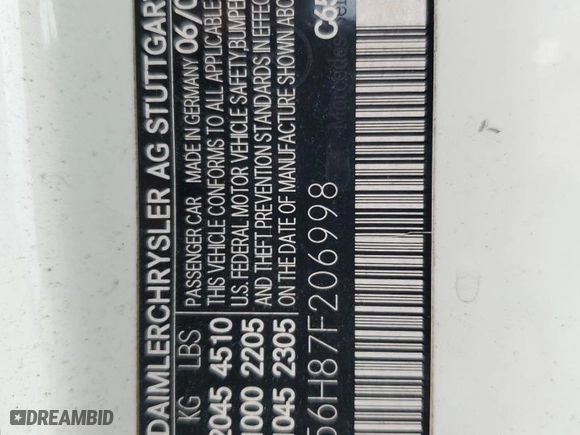 DAIMLERCHRYSLER AG STUTTGAR
KG LBS PASSENGER CAR MADE IN GERMANY 06/0
2045 4510 THIS VEHICLE CONFORMS TO ALL APPLICABLE
U.S. FEDERAL MOTOR VEHICLE SAFETY, BUMPER
1000 2205 AND THEFT PREVENTION STANDARDS IN EFFEC
1045 2305 ON THE DATE OF MANUFACTURE SHOWN ABO
56H87F206998
C65
DREAMBID